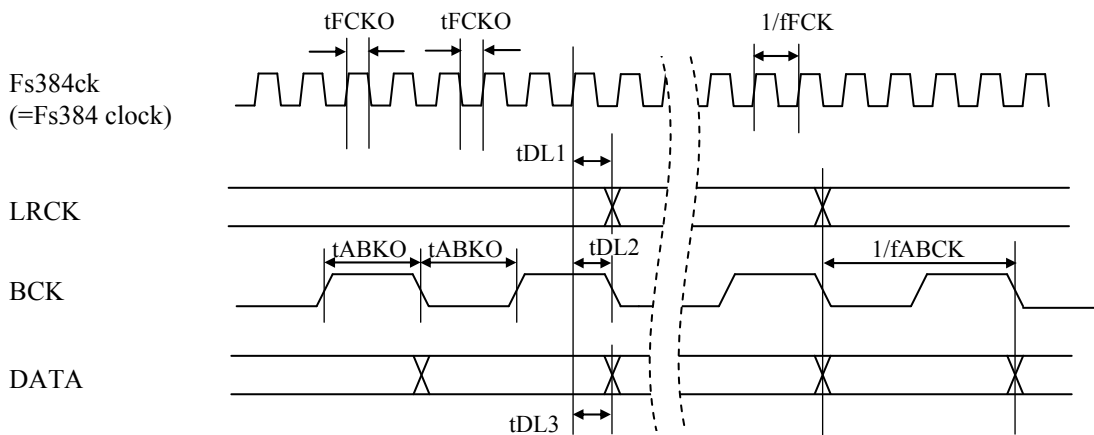 tFCKO tFCKO 1/fFCK
Fs384ck
(=Fs384 clock)
tDL1
LRCK
tABKO tABKO tDL2 1/fABCK
BCK
DATA
tDL3